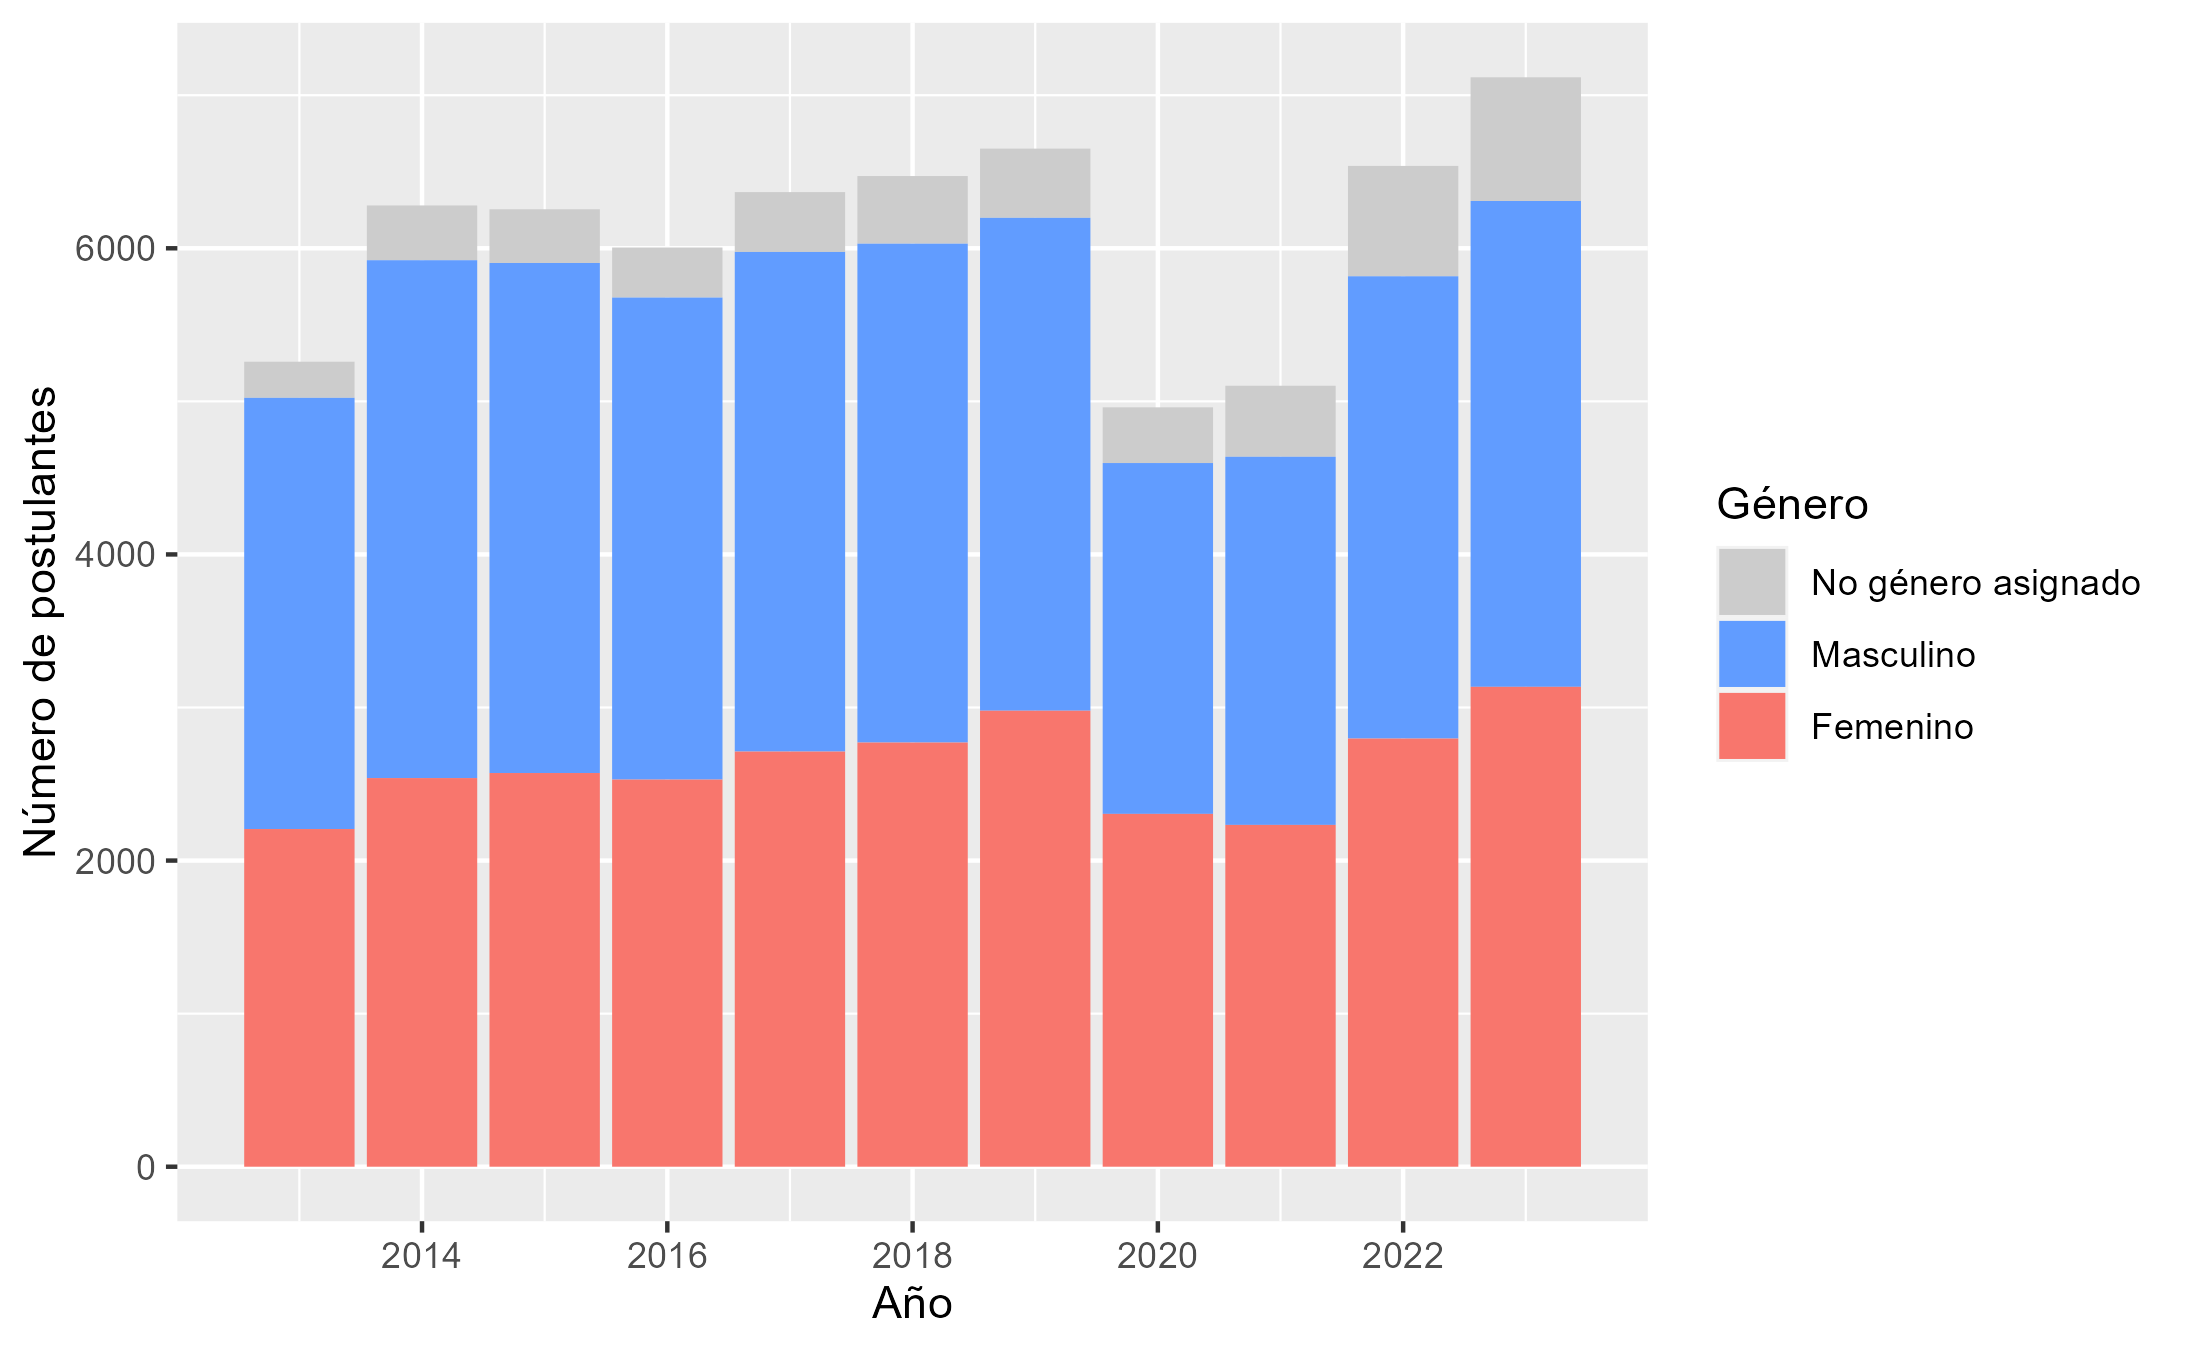 Número de postulantes
6000
4000
2000
0
2014 2016 2018 2020 2022
Año
Género
No género asignado
Masculino
Femenino